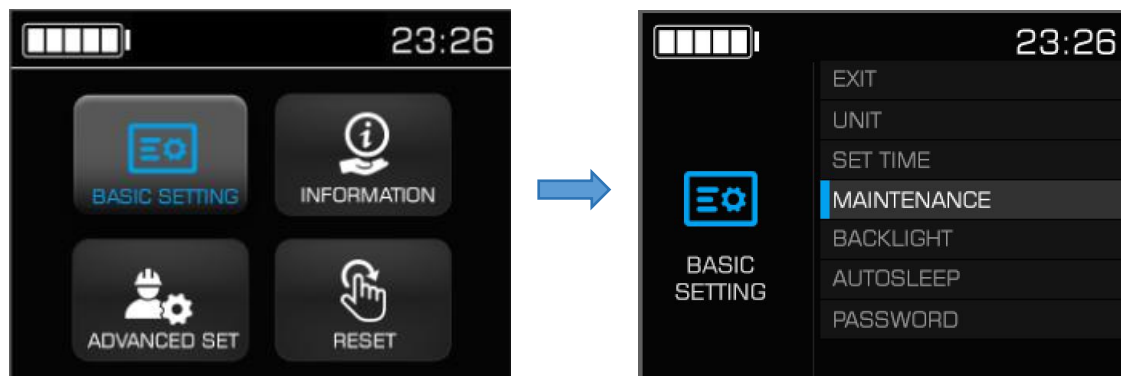 23:26
BASIC SETTING
INFORMATION
ADVANCED SET
RESET
23:26
EXIT
UNIT
SET TIME
MAINTENANCE
BACKLIGHT
AUTOSLEEP
PASSWORD
BASIC
SETTING